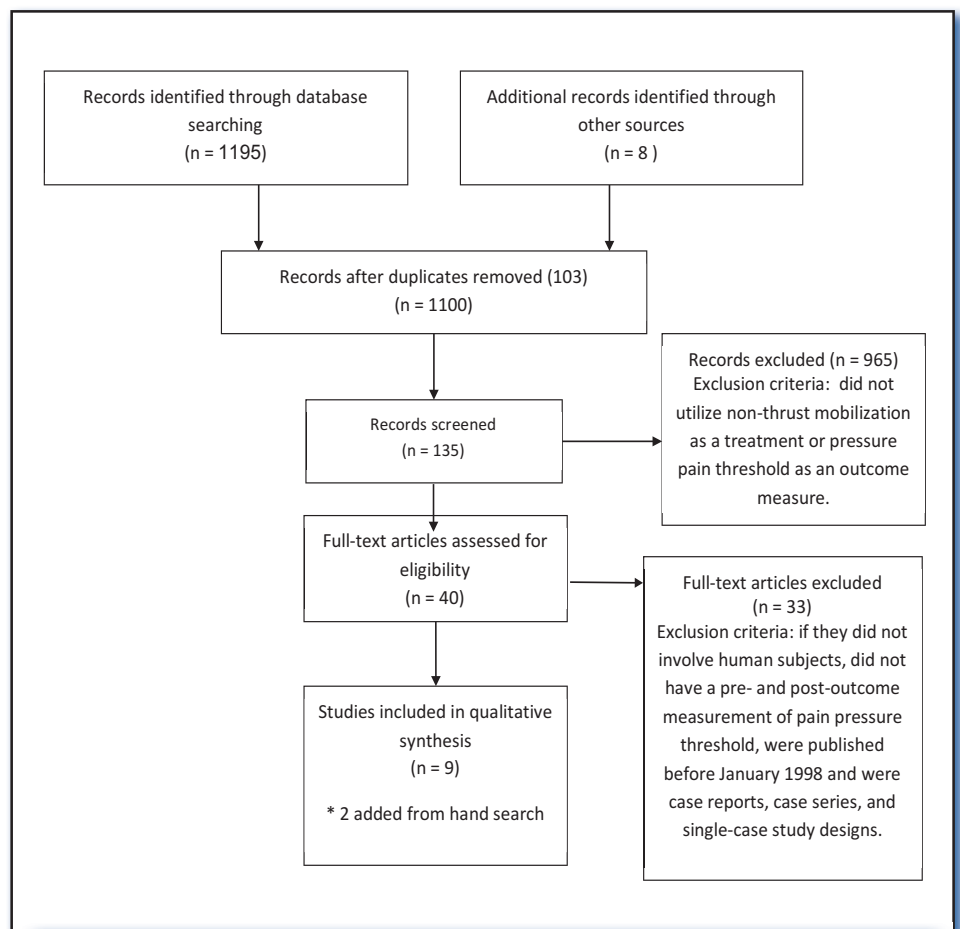 Records identified through database
searching
(n = 1195)
Additional records identified through
other sources
(n = 8 )
Records after duplicates removed (103)
(n = 1100)
Records excluded (n = 965)
Exclusion criteria: did not
utilize non-thrust mobilization
as a treatment or pressure
pain threshold as an outcome
measure.
Records screened
(n = 135)
Full-text articles assessed for
eligibility
(n = 40)
Full-text articles excluded
(n = 33)
Exclusion criteria: if they did not
involve human subjects, did not
have a pre- and post-outcome
measurement of pain pressure
threshold, were published
before January 1998 and were
case reports, case series, and
single-case study designs.
Studies included in qualitative
synthesis
(n = 9)
* 2 added from hand search